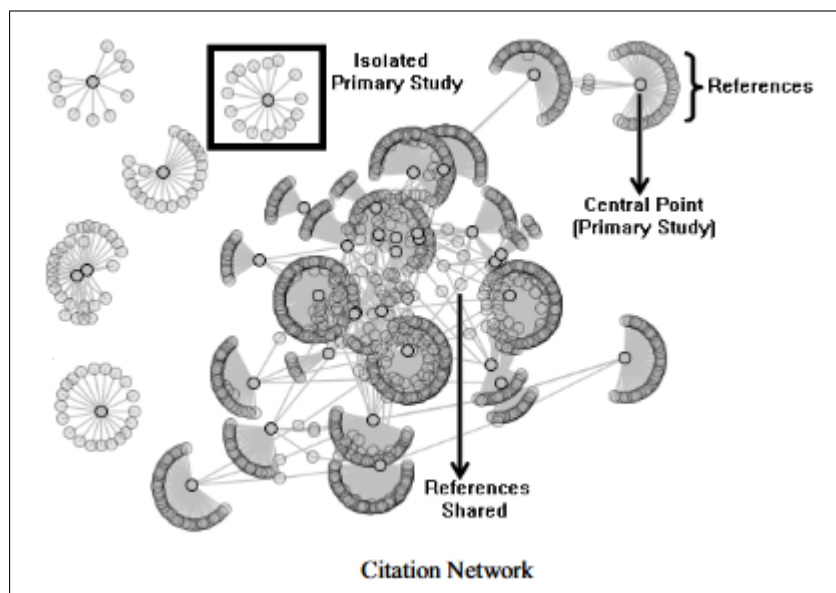 Isolated
Primary Study
References
Central Point
(Primary Study)
References
Shared
Citation Network